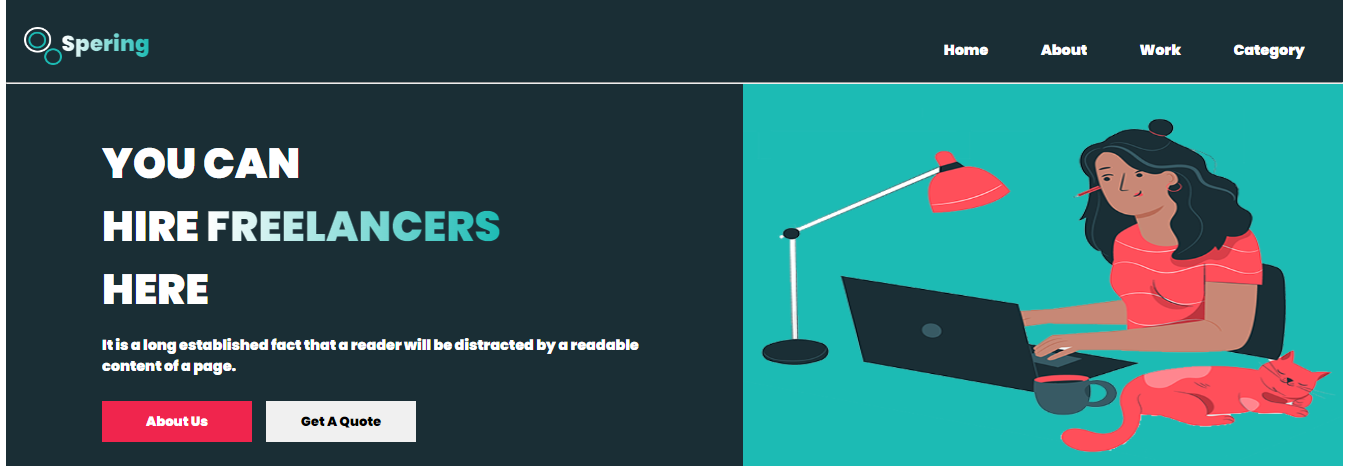 Spering
Home About Work Category
YOU CAN
HIRE FREELANCERS
HERE
It is a long established fact that a reader will be distracted by a readable
content of a page.
About Us Get A Quote